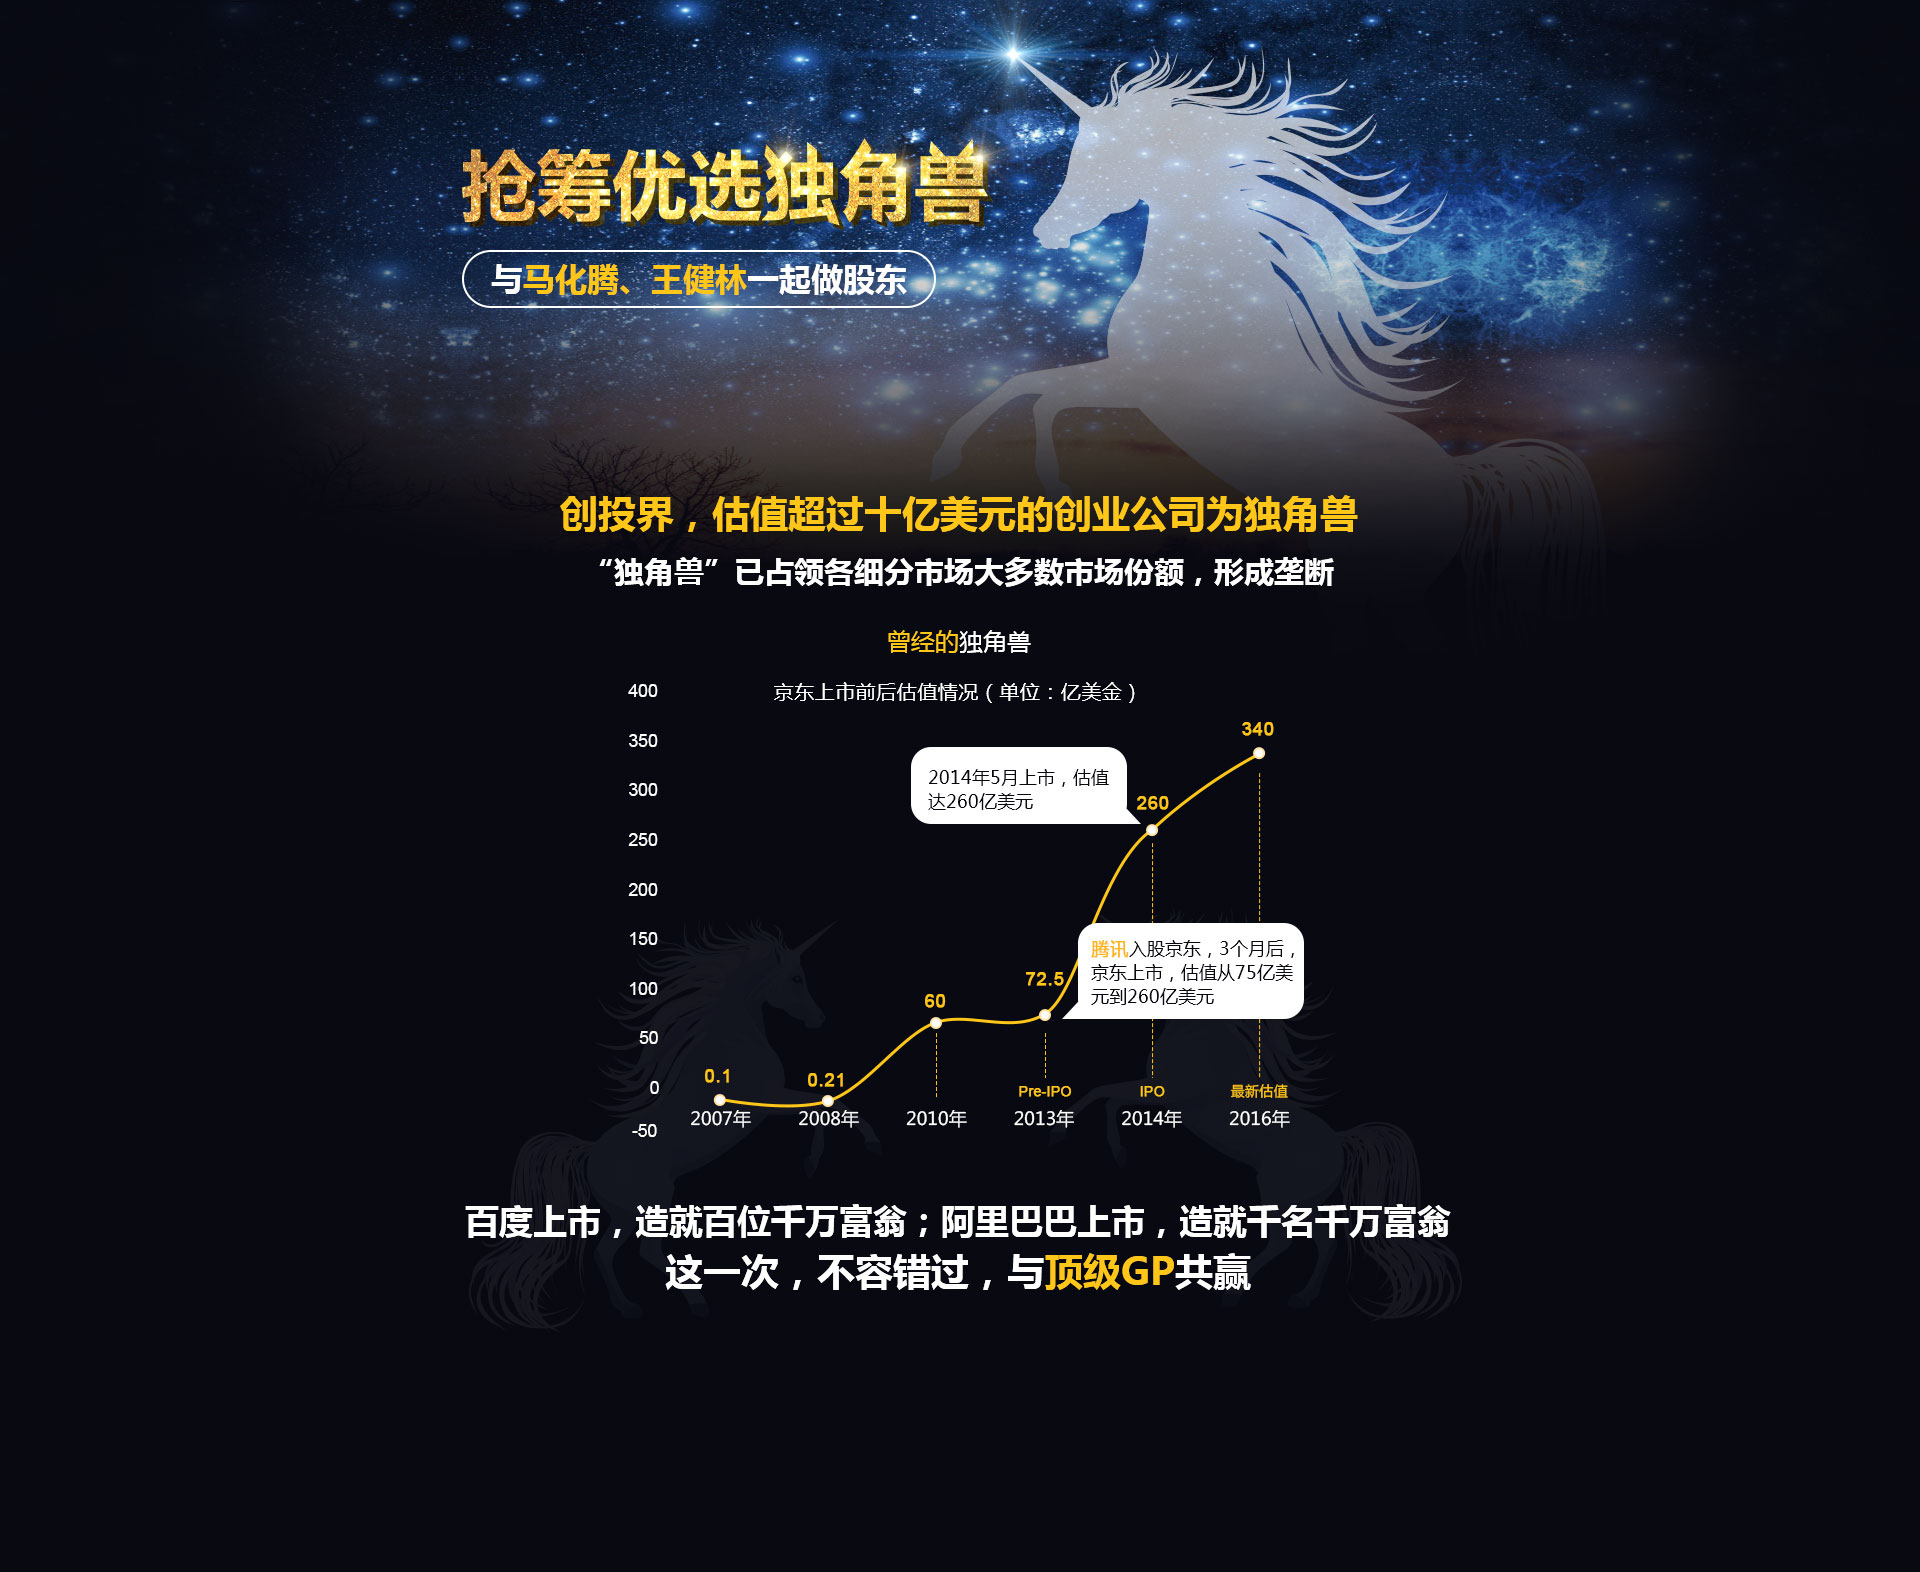 抢筹优选独角兽
与马化腾、王健林一起做股东
创投界，估值超过十亿美元的创业公司为独角兽
“独角兽”已占领各细分市场大多数市场份额，形成垄断
曾经的独角兽
京东上市前后估值情况（单位：亿美金）
400
350
300
250
200
150
100
50
0
-50
340
2014年5月上市，估值
达260亿美元
260
腾讯入股京东，3个月后，
京东上市，估值从75亿美
元到260亿美元
72.5
60
0.1
0.21
Pre-IPO
IPO
最新估值
2007年
2008年
2010年
2013年
2014年
2016年
百度上市，造就百位千万富翁；阿里巴巴上市，造就千名千万富翁
这一次，不容错过，与顶级GP共赢